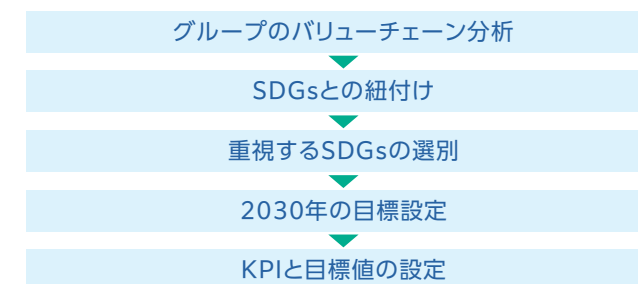 グループのバリューチェーン分析
SDGsとの紐付け
重視するSDGsの選別
2030年の目標設定
KPIと目標値の設定